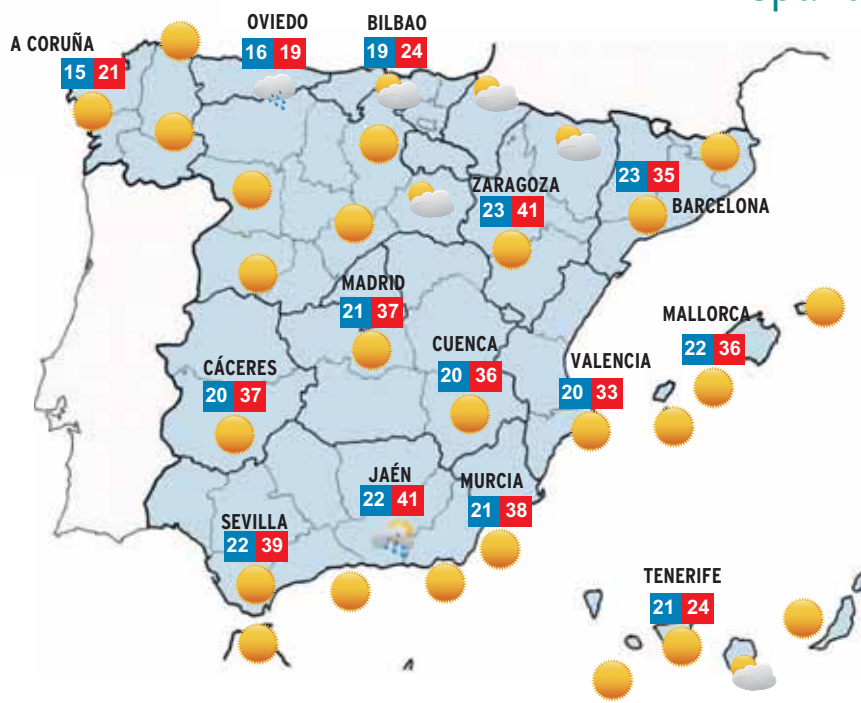 OVIEDO
16 19
BILBAO
19 24
A CORUÑA
15 21
ZARAGOZA
23 41
23 35
BARCELONA
MADRID
21 37
MALLORCA
22 36
CUENCA
20 36
VALENCIA
20 33
CÁCERES
20 37
JAÉN
22 41
MURCIA
21 38
SEVILLA
22 39
TENERIFE
21 24